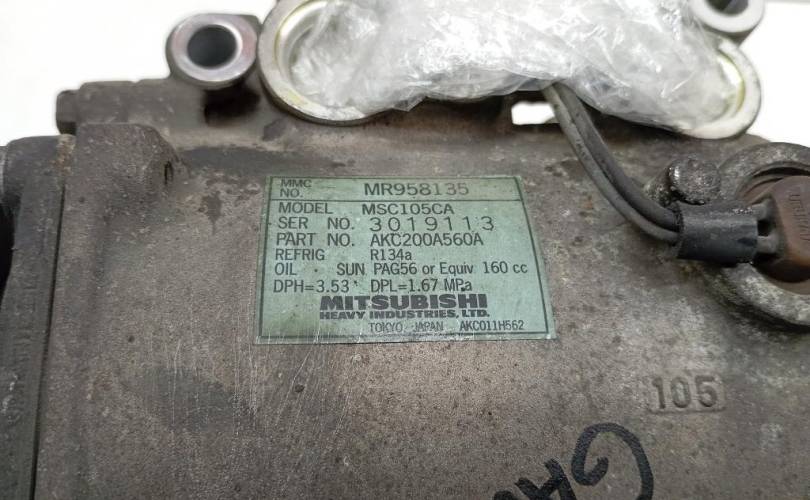 MMC NO. MR958135
MODEL MSC105CA
SER NO. 3019113
PART NO. AKC200A560A
REFRIG R134a
OIL SUN PAG56 or Equiv 160 cc
DPH=3.53 DPL=1.67 MPa
MITSUBISHI
HEAVY INDUSTRIES, LTD.
TOKYO JAPAN AKC011H562
105